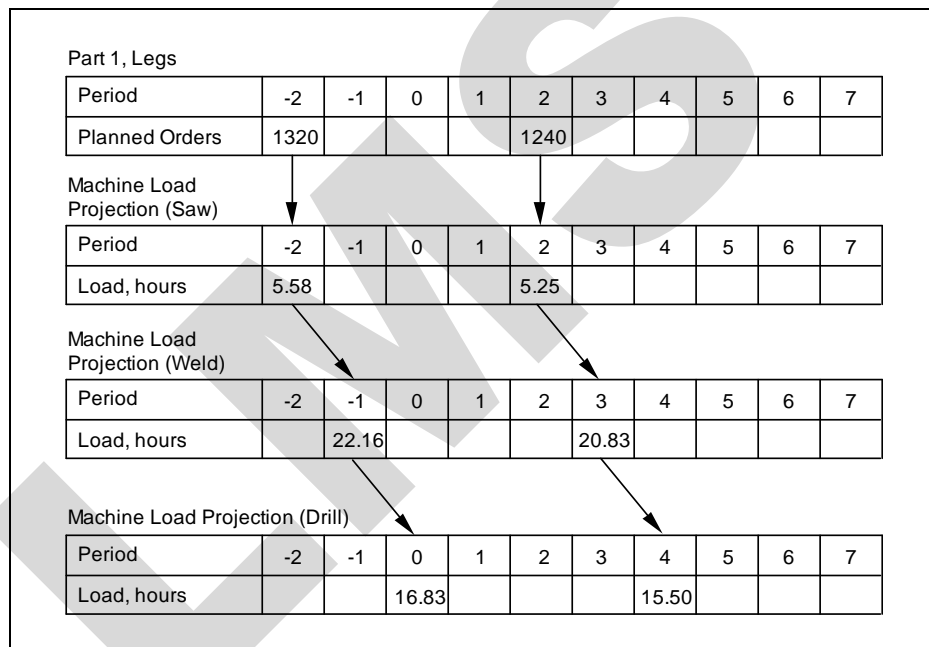 Part 1, Legs
Period -2 -1 0 1 2 3 4 5 6 7
Planned Orders 1320 1240
Machine Load
Projection (Saw)
Period -2 -1 0 1 2 3 4 5 6 7
Load, hours 5.58 5.25
Machine Load
Projection (Weld)
Period -2 -1 0 1 2 3 4 5 6 7
Load, hours 22.16 20.83
Machine Load Projection (Drill)
Period -2 -1 0 1 2 3 4 5 6 7
Load, hours 16.83 15.50
LMS